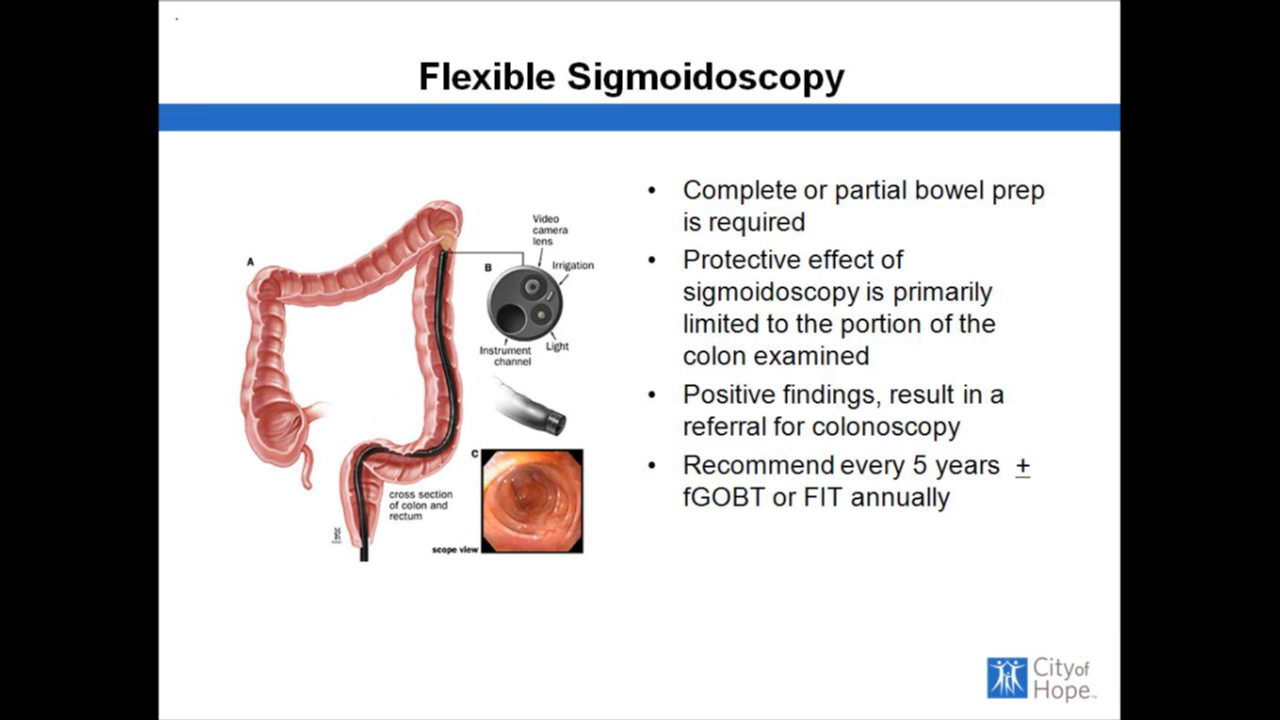 Flexible Sigmoidoscopy
A
Video
camera
lens
B
Irrigation
Instrument
channel
Light
C
cross section
of colon and
rectum
scope view
• Complete or partial bowel prep
is required
• Protective effect of
sigmoidoscopy is primarily
limited to the portion of the
colon examined
• Positive findings, result in a
referral for colonoscopy
• Recommend every 5 years ±
fGOBT or FIT annually
City of
Hope